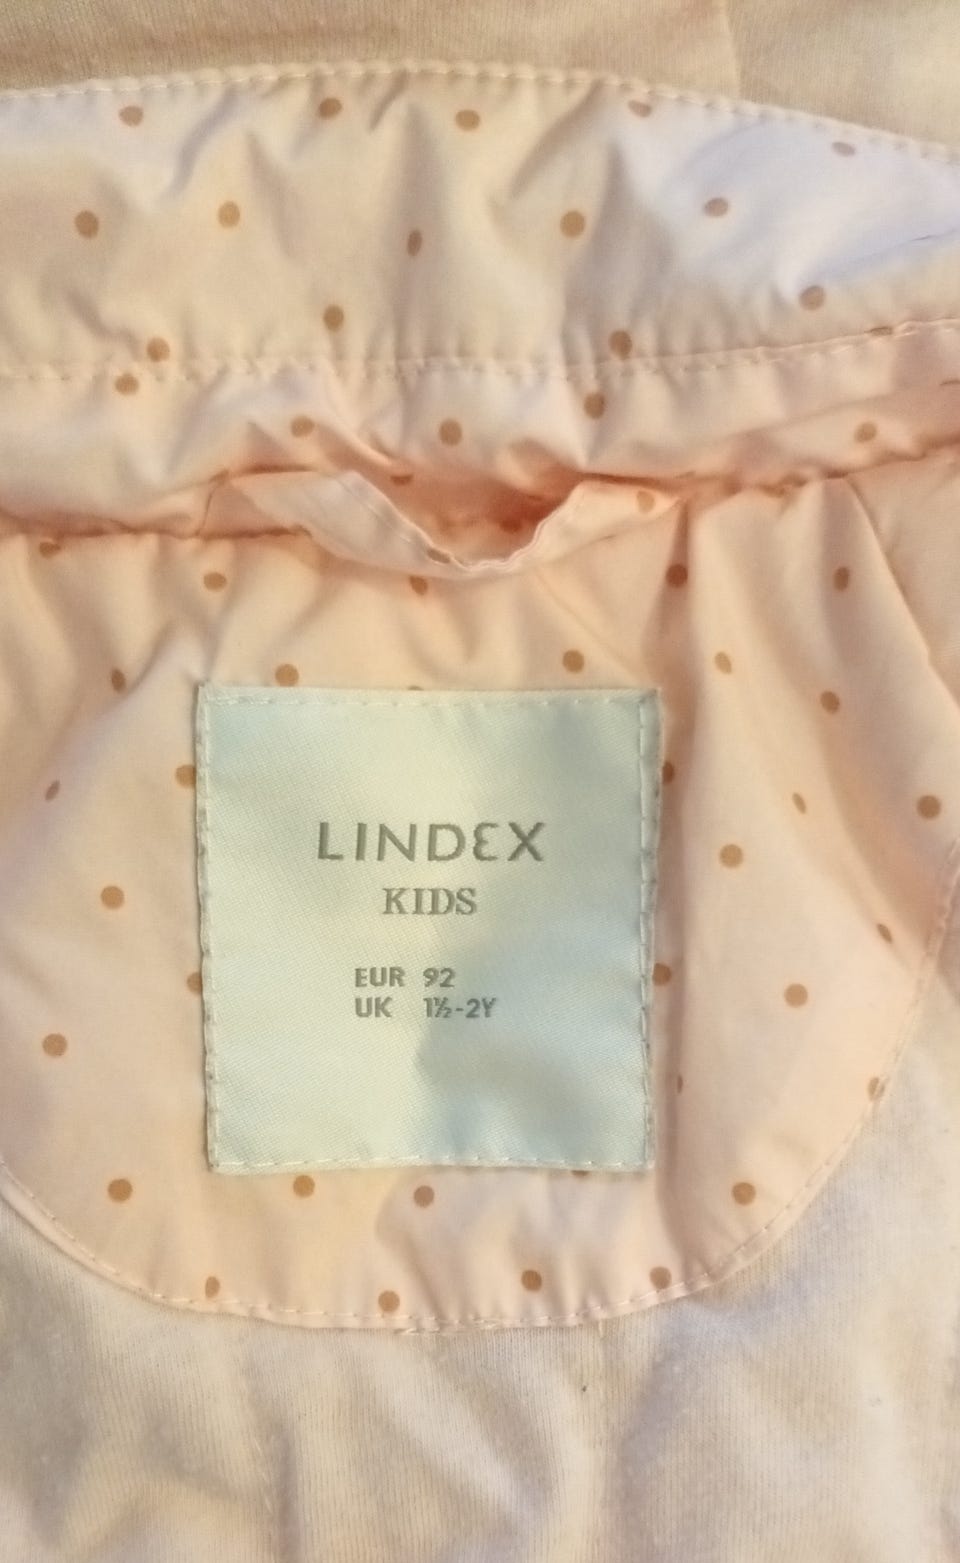 LINDEX
KIDS
EUR 92
UK 1½-2Y